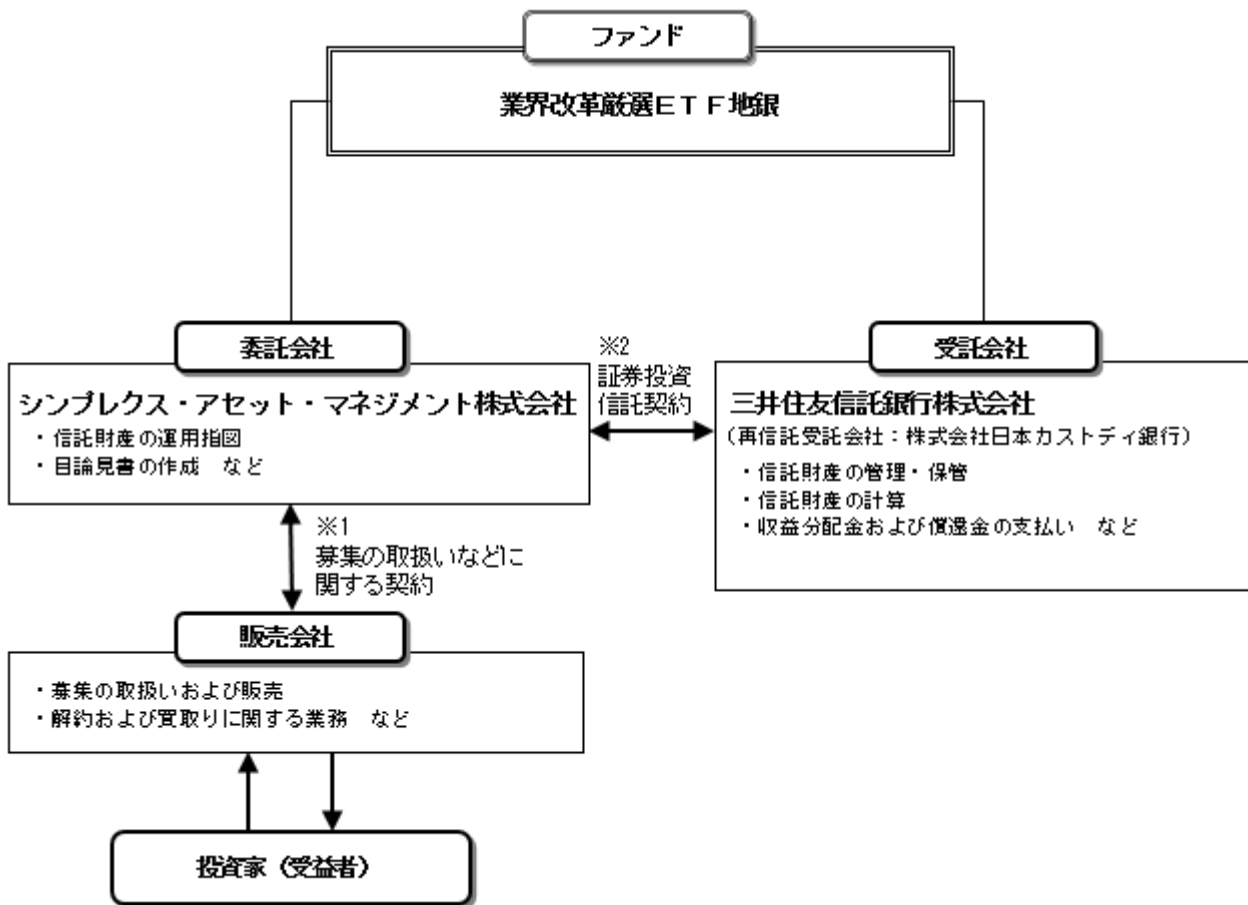 ファンド
業界改革厳選ETF地銀
委託会社
シンプレクス・アセット・マネジメント株式会社
・信託財産の運用指図
・目論見書の作成　など
※2
証券投資
信託契約
受託会社
三井住友信託銀行株式会社
(再信託受託会社：株式会社日本カストディ銀行)
・信託財産の管理・保管
・信託財産の計算
・収益分配金および償還金の支払い　など
※1
募集の取扱いなどに
関する契約
販売会社
・募集の取扱いおよび販売
・解約および買取りに関する業務　など
投資家（受益者）